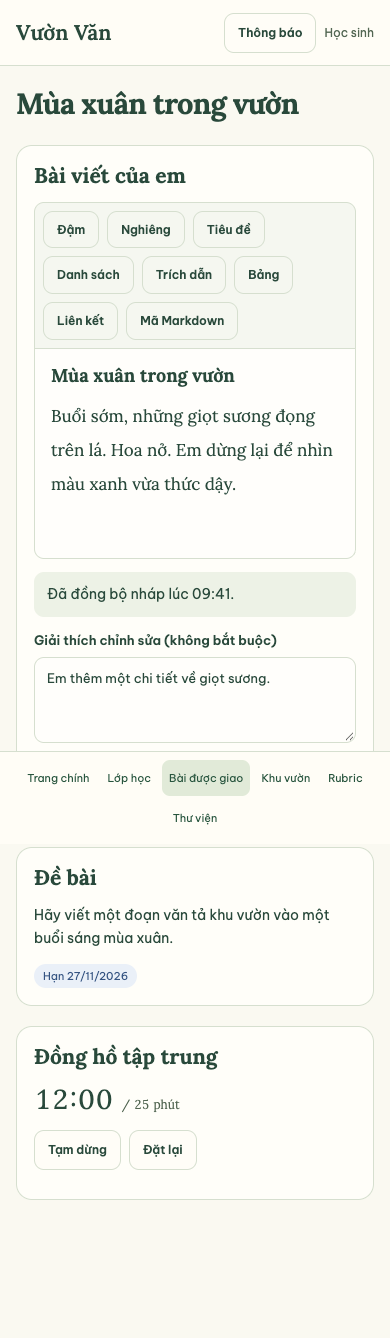 Vườn Văn
Thông báo
Học sinh
Mùa xuân trong vườn
Bài viết của em
Đậm
Nghiêng
Tiêu đề
Danh sách
Trích dẫn
Bảng
Liên kết
Mã Markdown
Mùa xuân trong vườn
Buổi sớm, những giọt sương đọng
trên lá. Hoa nở. Em dừng lại để nhìn
màu xanh vừa thức dậy.
Đã đồng bộ nháp lúc 09:41.
Giải thích chỉnh sửa (không bắt buộc)
Em thêm một chi tiết về giọt sương.
Trang chính
Lớp học
Bài được giao
Khu vườn
Rubric
Thư viện
Đề bài
Hãy viết một đoạn văn tả khu vườn vào một
buổi sáng mùa xuân.
Hạn 27/11/2026
Đồng hồ tập trung
12:00 / 25 phút
Tạm dừng
Đặt lại